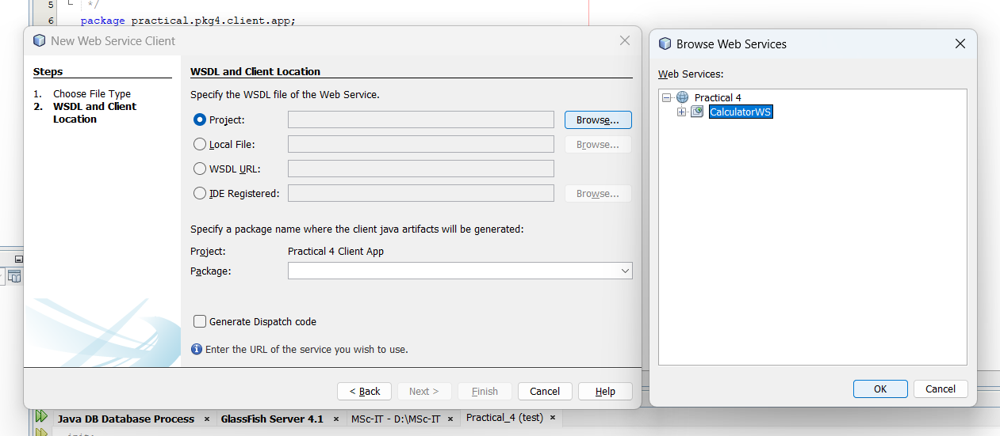 5
*/
6
package practical.pkg4.client.app;
New Web Service Client
Steps
1. Choose File Type
2. WSDL and Client
Location
WSDL and Client Location
Specify the WSDL file of the Web Service.
Project:
Browse...
Local File:
Browse...
WSDL URL:
IDE Registered:
Browse...
Specify a package name where the client java artifacts will be generated:
Project: Practical 4 Client App
Package:
Generate Dispatch code
Enter the URL of the service you wish to use.
< Back
Next >
Finish
Cancel
Help
Browse Web Services
Web Services:
Practical 4
CalculatorWS
OK
Cancel
Java DB Database Process ×
GlassFish Server 4.1 ×
MSc-IT - D:\MSc-IT ×
Practical_4 (test) ×